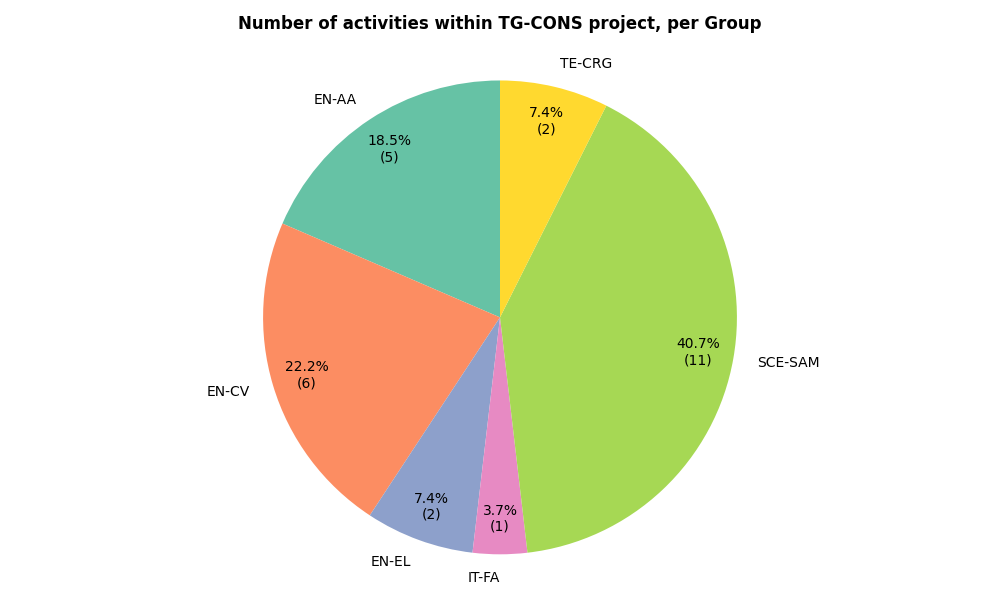 Number of activities within TG-CONS project, per Group
TE-CRG
7.4%
(2)
EN-AA
18.5%
(5)
40.7%
(11)
SCE-SAM
22.2%
(6)
EN-CV
7.4%
(2)
3.7%
(1)
EN-EL
IT-FA